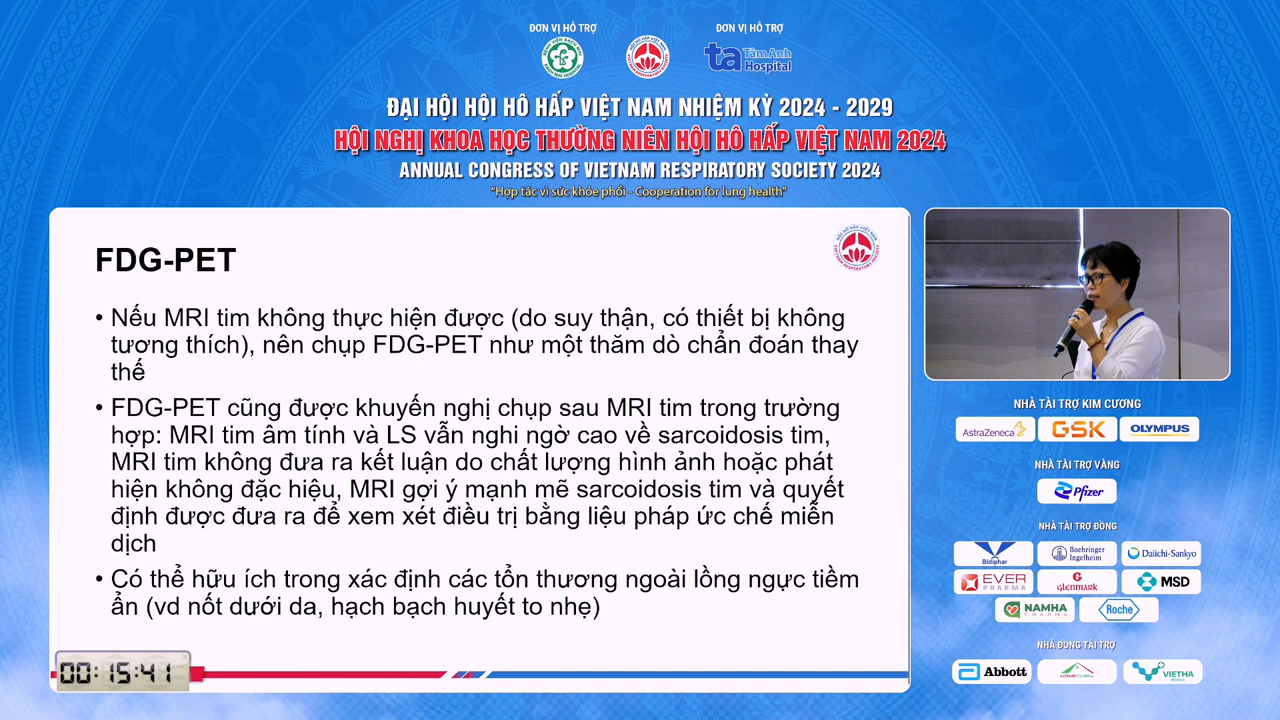 ĐƠN VỊ HỖ TRỢ
ĐƠN VỊ HỖ TRỢ
TâmAnh
Hospital
ĐẠI HỘI HỘI HÔ HẤP VIỆT NAM NHIỆM KỲ 2024 - 2029
HỘI NGHỊ KHOA HỌC THƯỜNG NIÊN HỘI HÔ HẤP VIỆT NAM 2024
ANNUAL CONGRESS OF VIETNAM RESPIRATORY SOCIETY 2024
“Hợp tác vì sức khỏe phổi - Cooperation for lung health”
FDG-PET
• Nếu MRI tim không thực hiện được (do suy thận, có thiết bị không
tương thích), nên chụp FDG-PET như một thăm dò chẩn đoán thay
thế
• FDG-PET cũng được khuyến nghị chụp sau MRI tim trong trường
hợp: MRI tim âm tính và LS vẫn nghi ngờ cao về sarcoidosis tim,
MRI tim không đưa ra kết luận do chất lượng hình ảnh hoặc phát
hiện không đặc hiệu, MRI gợi ý mạnh mẽ sarcoidosis tim và quyết
định được đưa ra để xem xét điều trị bằng liệu pháp ức chế miễn
dịch
• Có thể hữu ích trong xác định các tổn thương ngoài lồng ngực tiềm
ẩn (vd nốt dưới da, hạch bạch huyết to nhẹ)
00:15:41
NHÀ TÀI TRỢ KIM CƯƠNG
AstraZeneca
GSK
OLYMPUS
NHÀ TÀI TRỢ VÀNG
Pfizer
NHÀ TÀI TRỢ ĐỒNG
Bidiphar
Boehringer
Ingelheim
Daiichi-Sankyo
EVER
PHARMA
GLENMARK
MSD
NAMHA
PHARMA
Roche
NHÀ ĐỒNG TÀI TRỢ
Abbott
VIETHA